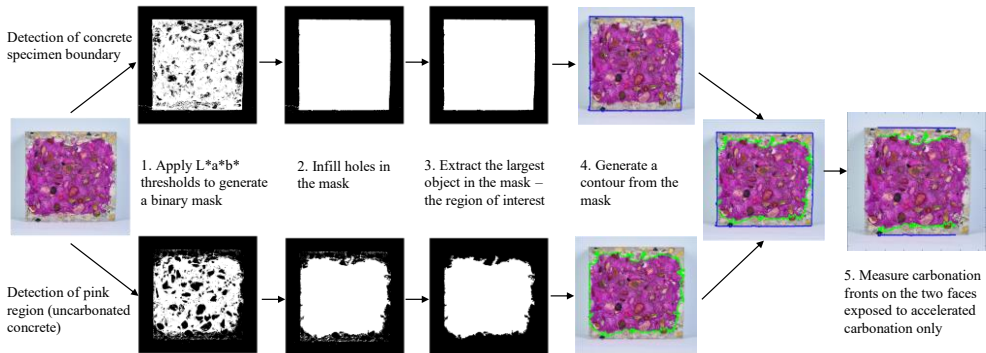 Detection of concrete
specimen boundary
1. Apply L*a*b*
thresholds to generate
a binary mask
2. Infill holes in
the mask
3. Extract the largest
object in the mask –
the region of interest
4. Generate a
contour from the
mask
Detection of pink
region (uncarbonated
concrete)
5. Measure carbonation
fronts on the two faces
exposed to accelerated
carbonation only